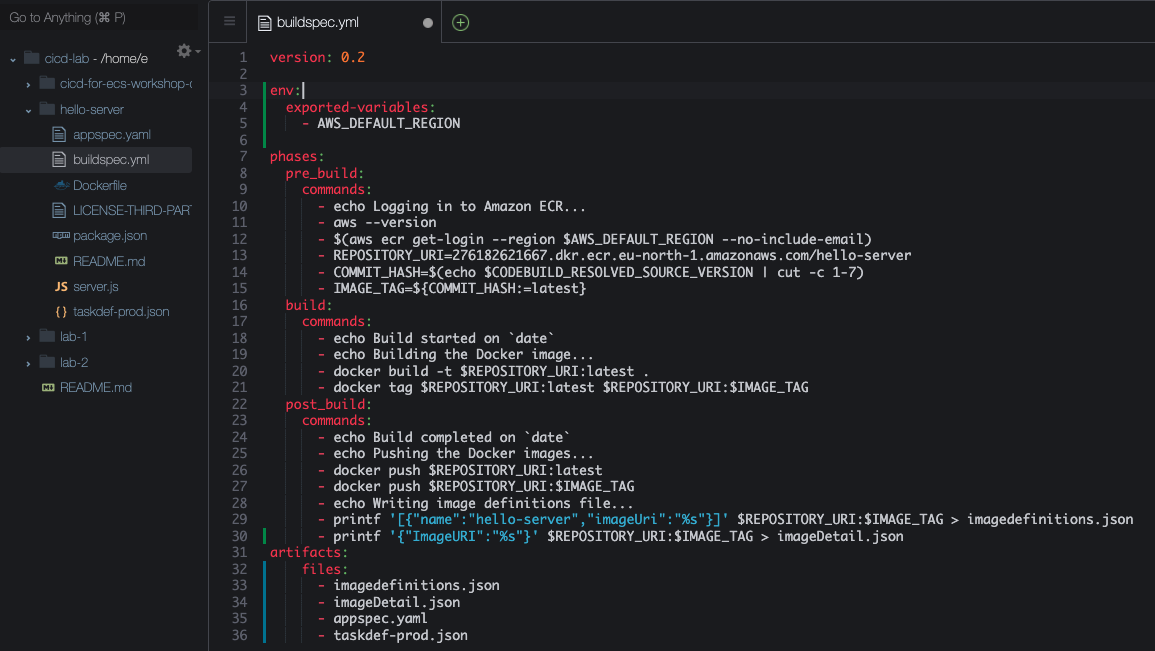 Go to Anything (⌘ P)
cicd-lab - /home/e
cicd-for-ecs-workshop-c
hello-server
appspec.yaml
buildspec.yml
Dockerfile
LICENSE-THIRD-PART
package.json
README.md
JS server.js
{ } taskdef-prod.json
lab-1
lab-2
README.md
buildspec.yml
1 version: 0.2
2
3 env:
4   exported-variables:
5     - AWS_DEFAULT_REGION
6
7 phases:
8   pre_build:
9     commands:
10       - echo Logging in to Amazon ECR...
11       - aws --version
12       - $(aws ecr get-login --region $AWS_DEFAULT_REGION --no-include-email)
13       - REPOSITORY_URI=276182621667.dkr.ecr.eu-north-1.amazonaws.com/hello-server
14       - COMMIT_HASH=$(echo $CODEBUILD_RESOLVED_SOURCE_VERSION | cut -c 1-7)
15       - IMAGE_TAG=${COMMIT_HASH:=latest}
16   build:
17     commands:
18       - echo Build started on `date`
19       - echo Building the Docker image...
20       - docker build -t $REPOSITORY_URI:latest .
21       - docker tag $REPOSITORY_URI:latest $REPOSITORY_URI:$IMAGE_TAG
22   post_build:
23     commands:
24       - echo Build completed on `date`
25       - echo Pushing the Docker images...
26       - docker push $REPOSITORY_URI:latest
27       - docker push $REPOSITORY_URI:$IMAGE_TAG
28       - echo Writing image definitions file...
29       - printf '[{"name":"hello-server","imageUri":"%s"}]' $REPOSITORY_URI:$IMAGE_TAG > imagedefinitions.json
30       - printf '{"ImageURI":"%s"}' $REPOSITORY_URI:$IMAGE_TAG > imageDetail.json
31 artifacts:
32     files:
33       - imagedefinitions.json
34       - imageDetail.json
35       - appspec.yaml
36       - taskdef-prod.json